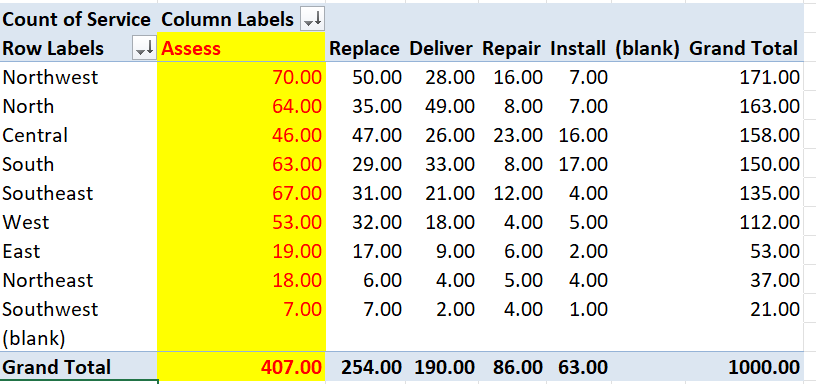 Count of Service Column Labels
Row Labels Assess Replace Deliver Repair Install (blank) Grand Total
Northwest 70.00 50.00 28.00 16.00 7.00 171.00
North 64.00 35.00 49.00 8.00 7.00 163.00
Central 46.00 47.00 26.00 23.00 16.00 158.00
South 63.00 29.00 33.00 8.00 17.00 150.00
Southeast 67.00 31.00 21.00 12.00 4.00 135.00
West 53.00 32.00 18.00 4.00 5.00 112.00
East 19.00 17.00 9.00 6.00 2.00 53.00
Northeast 18.00 6.00 4.00 5.00 4.00 37.00
Southwest 7.00 7.00 2.00 4.00 1.00 21.00
(blank)
Grand Total 407.00 254.00 190.00 86.00 63.00 1000.00